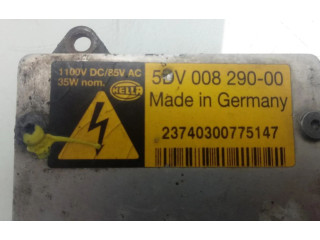 1100V DC/85V AC
35W nom.
HELLA
5DV 008 290-00
Made in Germany
23740300775147